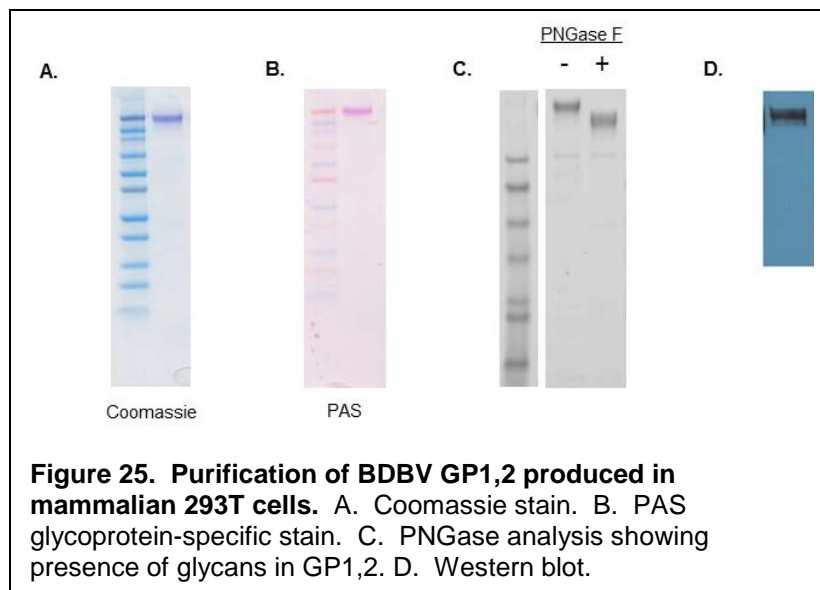 PNGase F
A.
B.
C.
- +
D.
Coomassie
PAS
Figure 25. Purification of BDBV GP1,2 produced in
mammalian 293T cells. A. Coomassie stain. B. PAS
glycoprotein-specific stain. C. PNGase analysis showing
presence of glycans in GP1,2. D. Western blot.